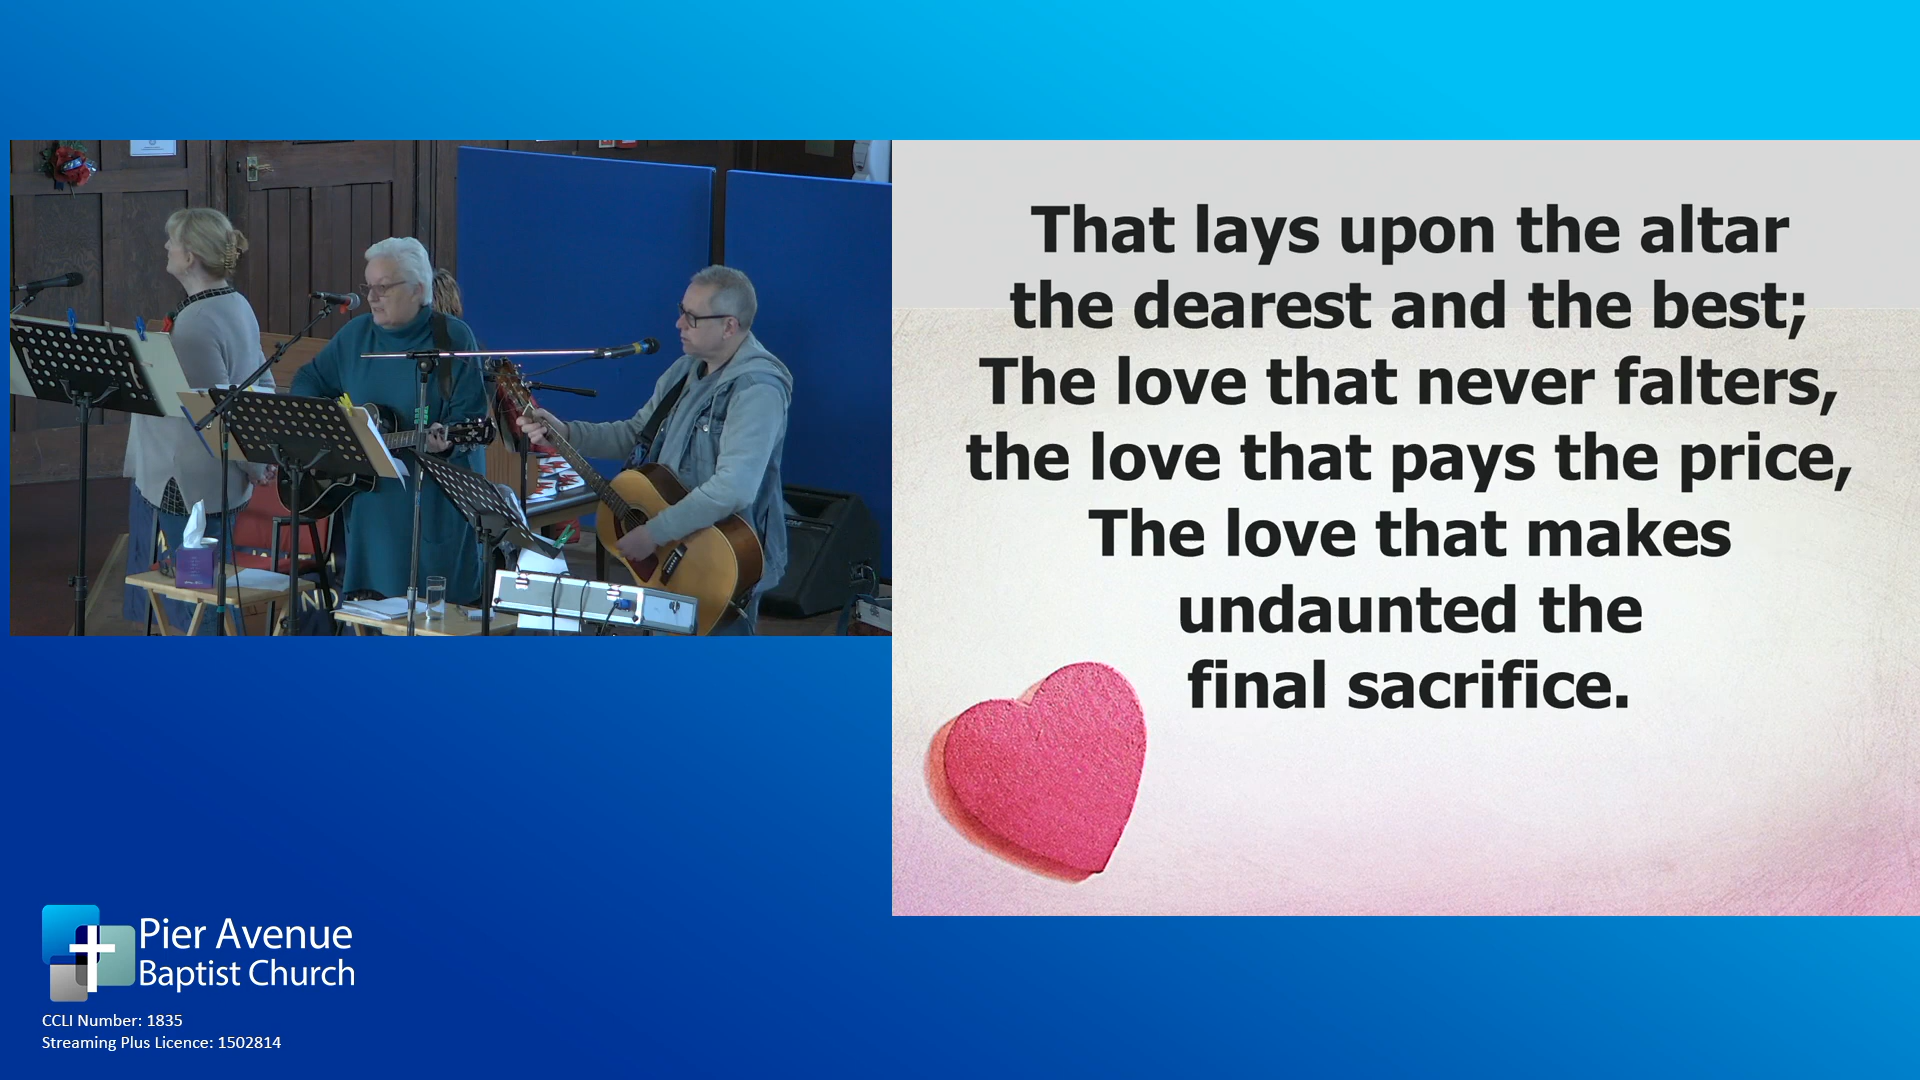 That lays upon the altar
the dearest and the best;
The love that never falters,
the love that pays the price,
The love that makes
undaunted the
final sacrifice.
Pier Avenue
Baptist Church
CCLI Number: 1835
Streaming Plus Licence: 1502814